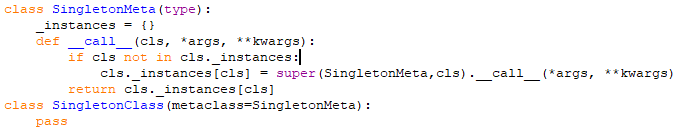 class SingletonMeta(type):
    _instances = {}
    def __call__(cls, *args, **kwargs):
        if cls not in cls._instances:
            cls._instances[cls] = super(SingletonMeta,cls).__call__(*args, **kwargs)
        return cls._instances[cls]
class SingletonClass(metaclass=SingletonMeta):
    pass